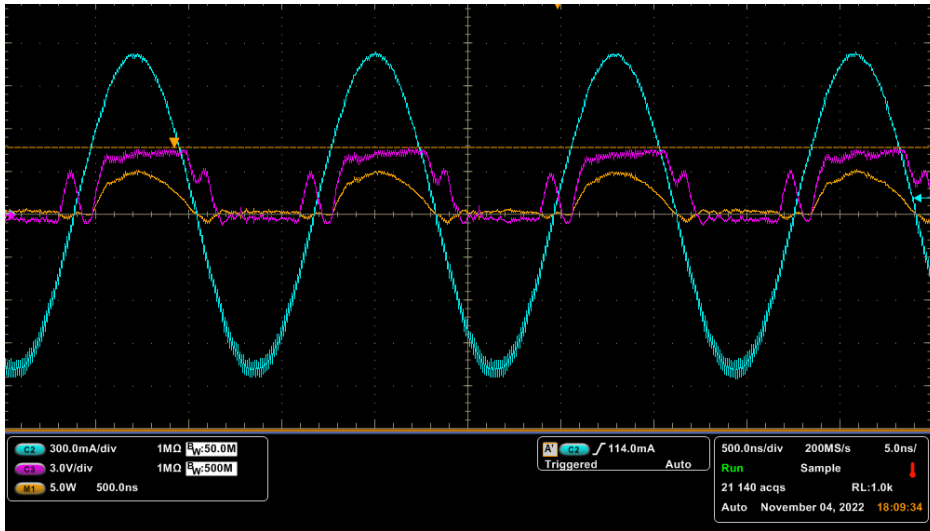 C2 300.0mA/div 1MΩ BW:50.0M
C3 3.0V/div 1MΩ BW:500M
M1 5.0W 500.0ns
A' C2 114.0mA
Triggered Auto
500.0ns/div 200MS/s 5.0ns/
Run Sample
21 140 acqs RL:1.0k
Auto November 04, 2022 18:09:34